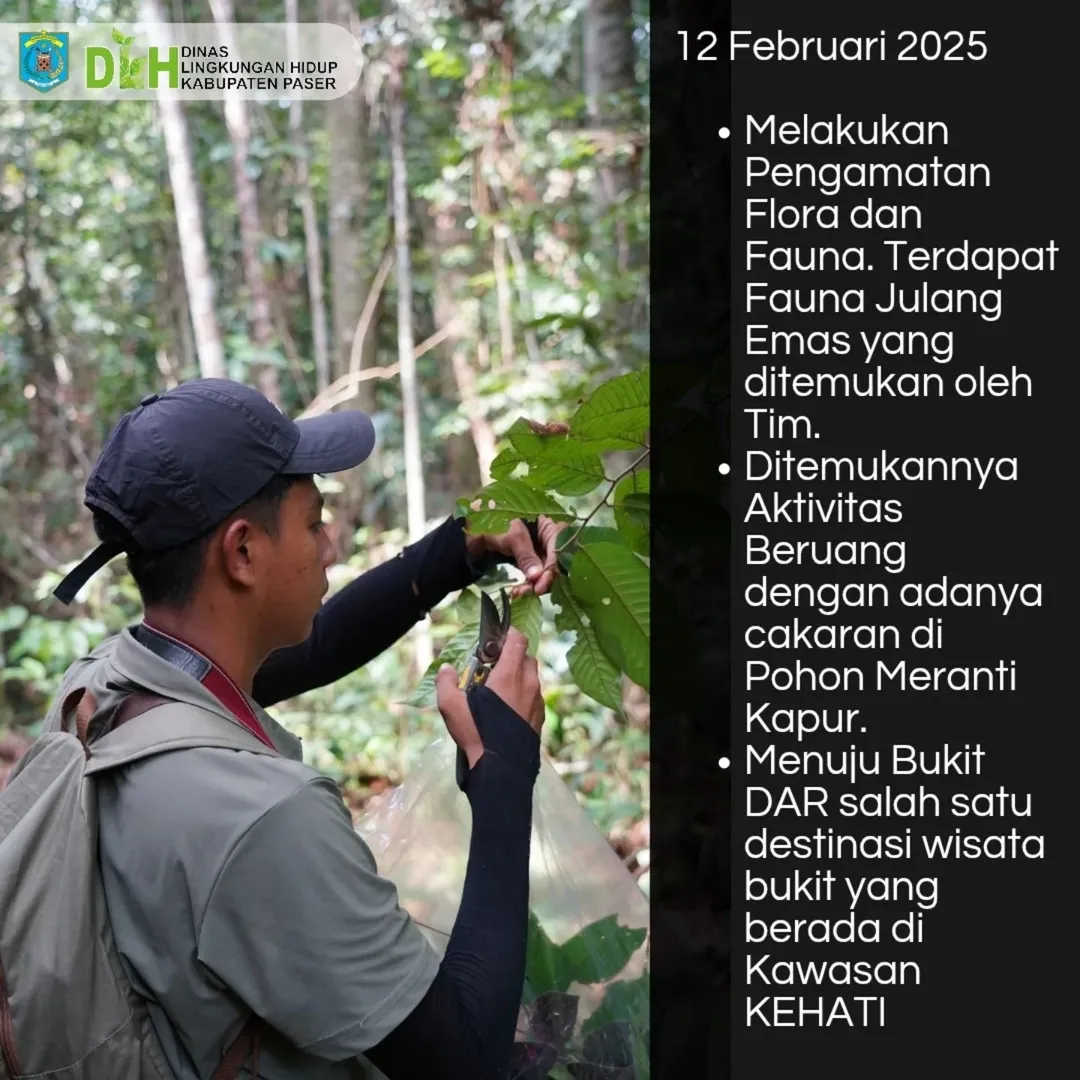 DLH
DINAS
LINGKUNGAN HIDUP
KABUPATEN PASER
12 Februari 2025
• Melakukan
Pengamatan
Flora dan
Fauna. Terdapat
Fauna Julang
Emas yang
ditemukan oleh
Tim.
• Ditemukannya
Aktivitas
Beruang
dengan adanya
cakaran di
Pohon Meranti
Kapur.
• Menuju Bukit
DAR salah satu
destinasi wisata
bukit yang
berada di
Kawasan
KEHATI